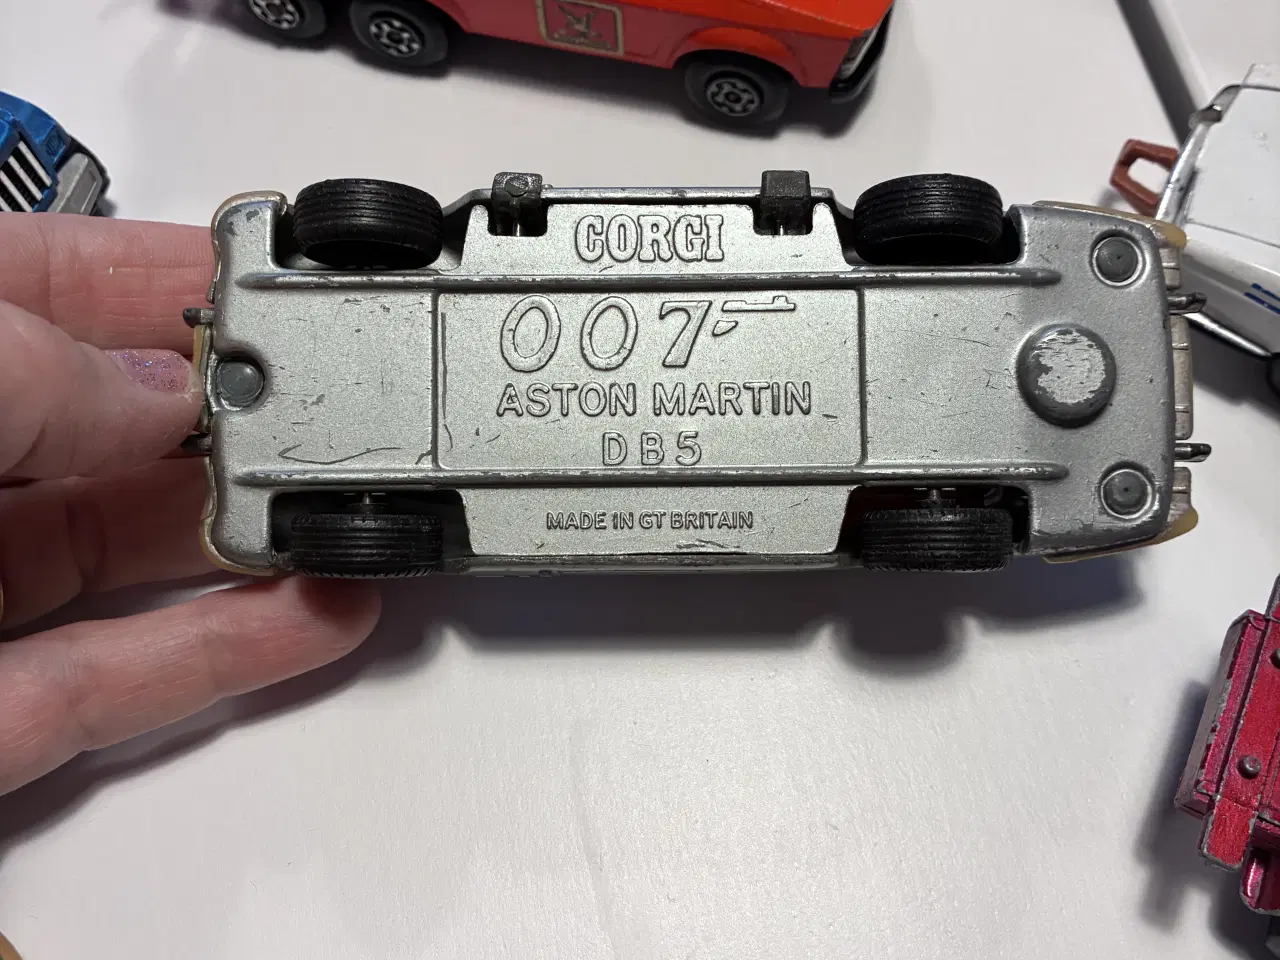 CORGI
007
ASTON MARTIN
DB5
MADE IN GT BRITAIN